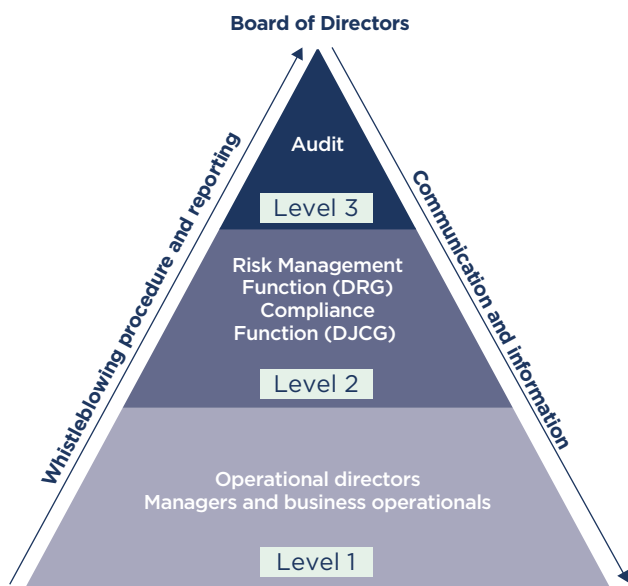 Board of Directors
Whistleblowing procedure and reporting
Communication and information
Audit
Level 3
Risk Management
Function (DRG)
Compliance
Function (DJCG)
Level 2
Operational directors
Managers and business operationals
Level 1